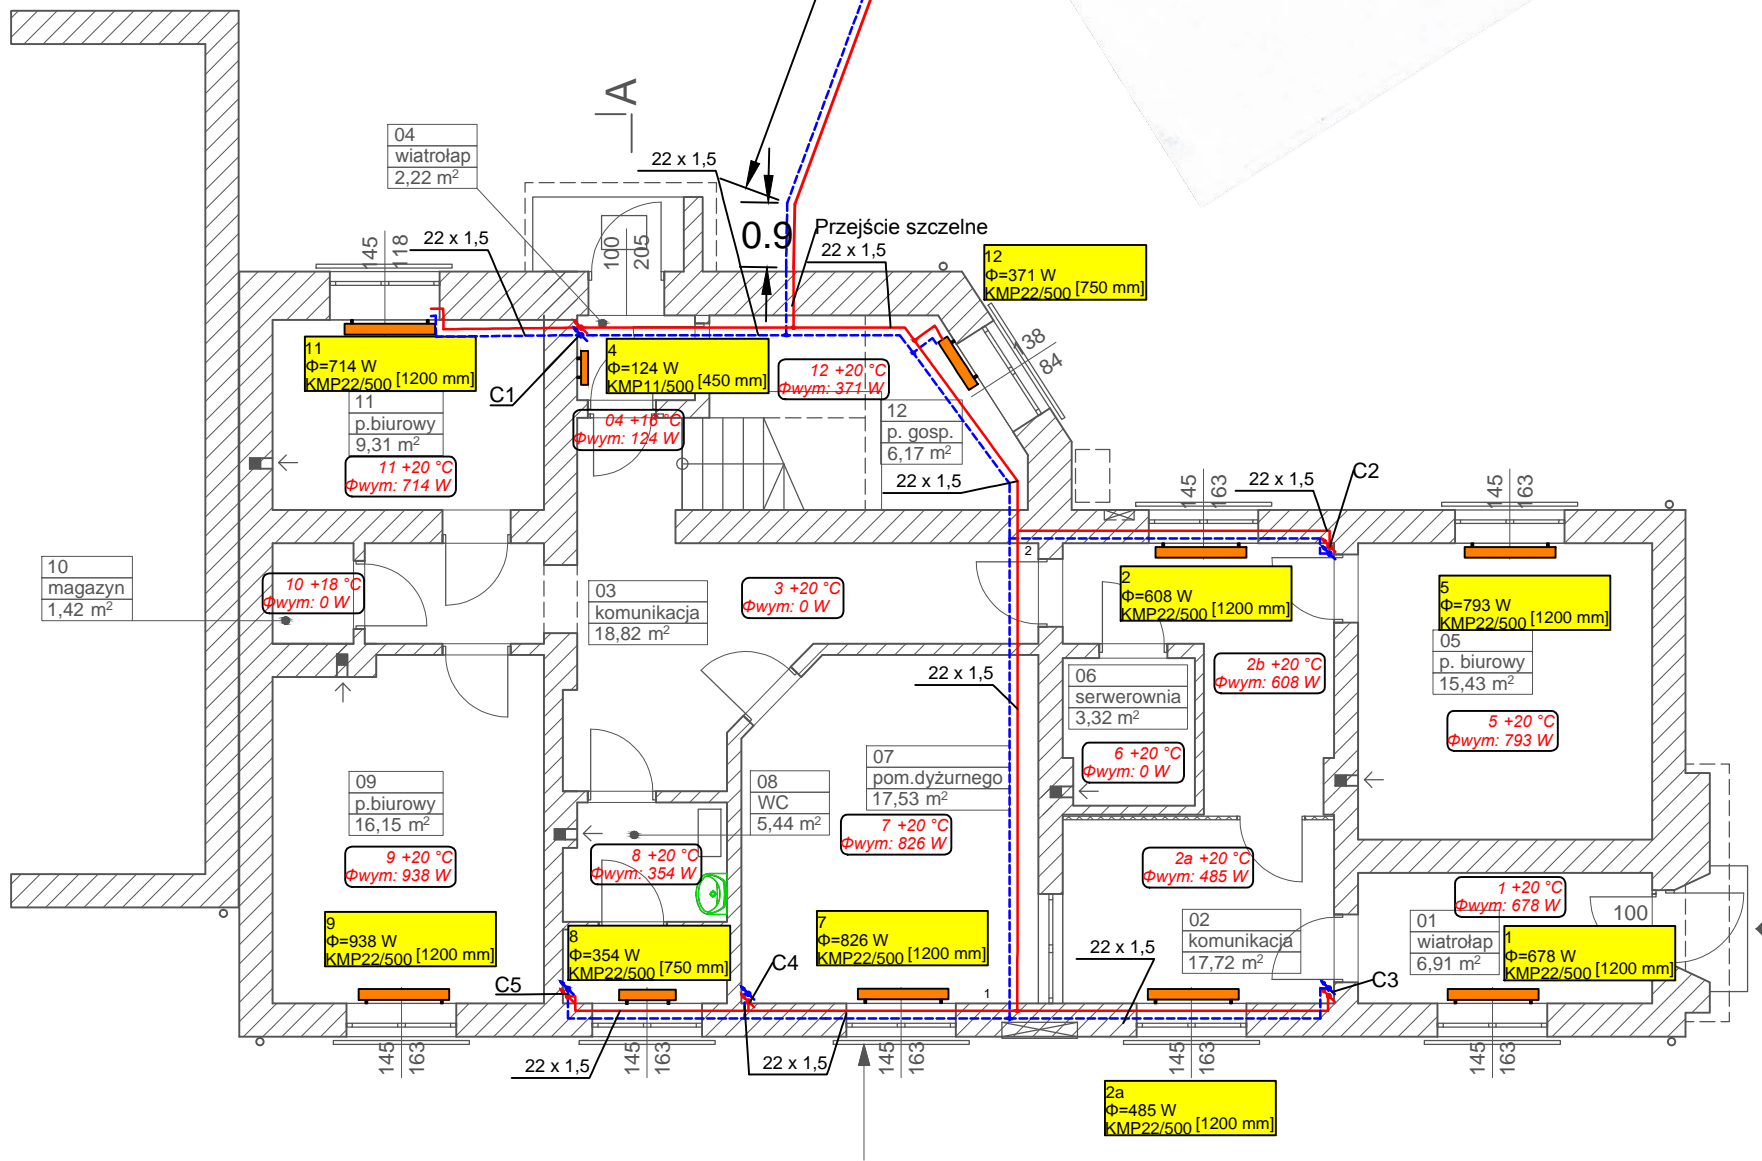 A
04
wiatrołap
2,22 m²
22 x 1,5
0.9
Przejście szczelne
22 x 1,5
22 x 1,5
145
118
100
205
12
Φ=371 W
KMP22/500 [750 mm]
138
84
11
Φ=714 W
KMP22/500 [1200 mm]
4
Φ=124 W
KMP11/500 [450 mm]
12 +20 °C
Φwym: 371 W
C1
11
p.biurowy
9,31 m²
04 +16 °C
Φwym: 124 W
12
p. gosp.
6,17 m²
11 +20 °C
Φwym: 714 W
22 x 1,5
145
163
22 x 1,5
C2
145
163
10
magazyn
1,42 m²
10 +18 °C
Φwym: 0 W
03
komunikacja
18,82 m²
3 +20 °C
Φwym: 0 W
2
2
Φ=608 W
KMP22/500 [1200 mm]
5
Φ=793 W
KMP22/500 [1200 mm]
05
p. biurowy
15,43 m²
22 x 1,5
06
serwerownia
3,32 m²
2b +20 °C
Φwym: 608 W
5 +20 °C
Φwym: 793 W
6 +20 °C
Φwym: 0 W
09
p.biurowy
16,15 m²
08
WC
5,44 m²
07
pom.dyżurnego
17,53 m²
9 +20 °C
Φwym: 938 W
8 +20 °C
Φwym: 354 W
7 +20 °C
Φwym: 826 W
2a +20 °C
Φwym: 485 W
1 +20 °C
Φwym: 678 W
100
9
Φ=938 W
KMP22/500 [1200 mm]
8
Φ=354 W
KMP22/500 [750 mm]
7
Φ=826 W
KMP22/500 [1200 mm]
02
komunikacja
17,72 m²
01
wiatrołap
6,91 m²
1
Φ=678 W
KMP22/500 [1200 mm]
22 x 1,5
C5
C4
1
C3
145
163
22 x 1,5
145
163
22 x 1,5
145
163
145
163
145
163
2a
Φ=485 W
KMP22/500 [1200 mm]